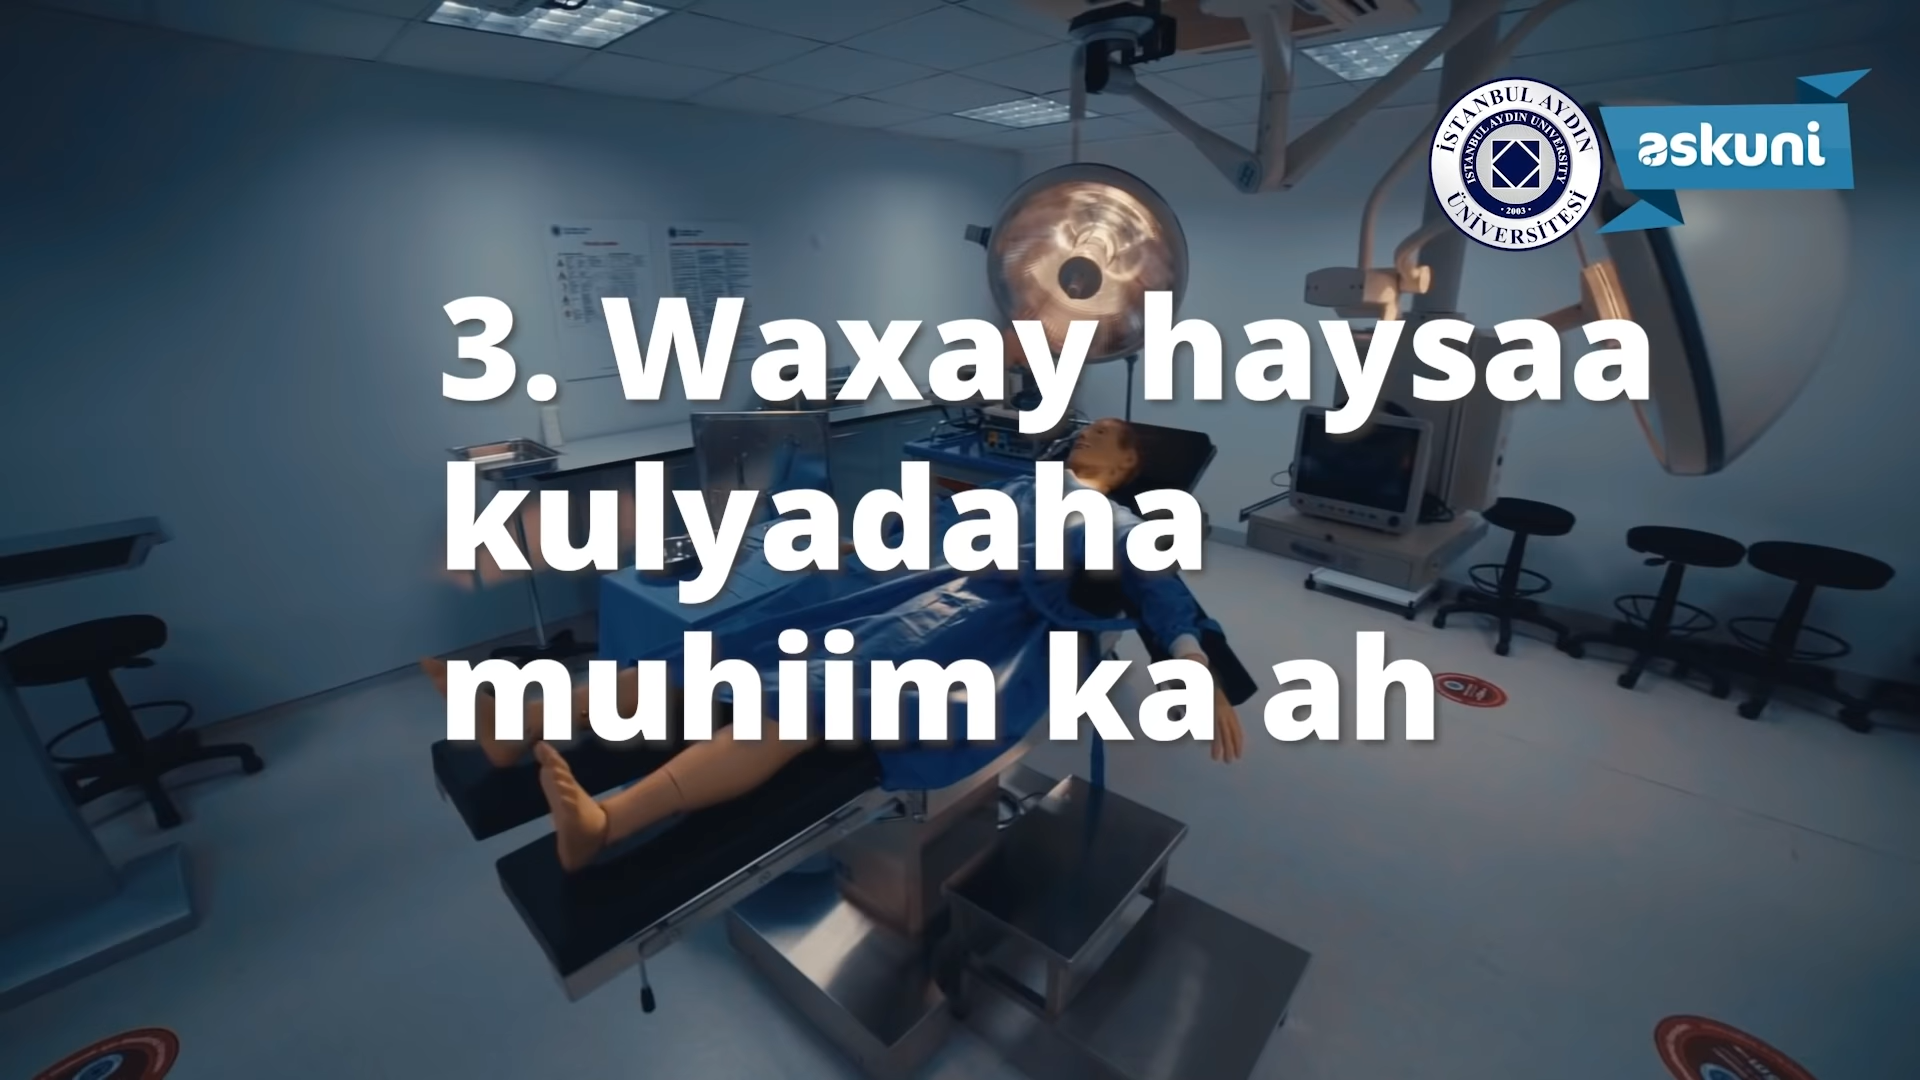 İSTANBUL AYDIN ÜNİVERSİTESİ
ISTANBUL AYDIN UNIVERSITY
• 2003 •
askuni
3. Waxay haysaa
kulyadaha
muhiim ka ah